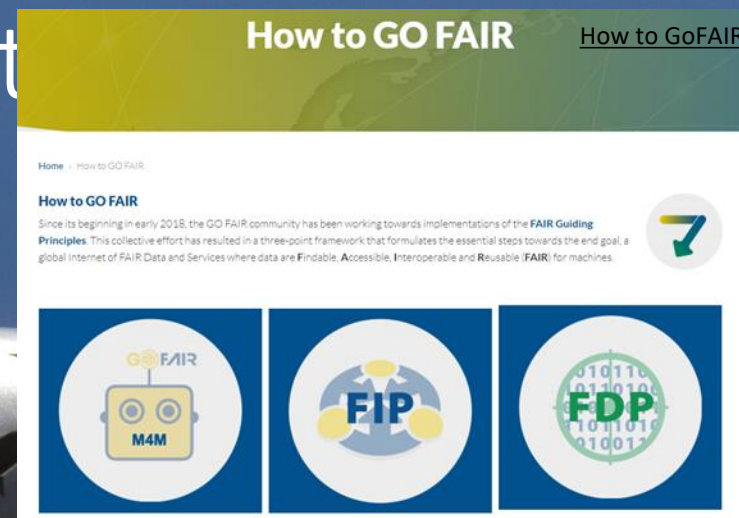 How to GO FAIR
How to GoFAIR
t
Home › How to GO FAIR
How to GO FAIR
Since its beginning in early 2018, the GO FAIR community has been working towards implementations of the FAIR Guiding
Principles. This collective effort has resulted in a three-point framework that formulates the essential steps towards the end goal, a
global Internet of FAIR Data and Services where data are Findable, Accessible, Interoperable and Reusable (FAIR) for machines.
GO FAIR
M4M
FIP
FDP